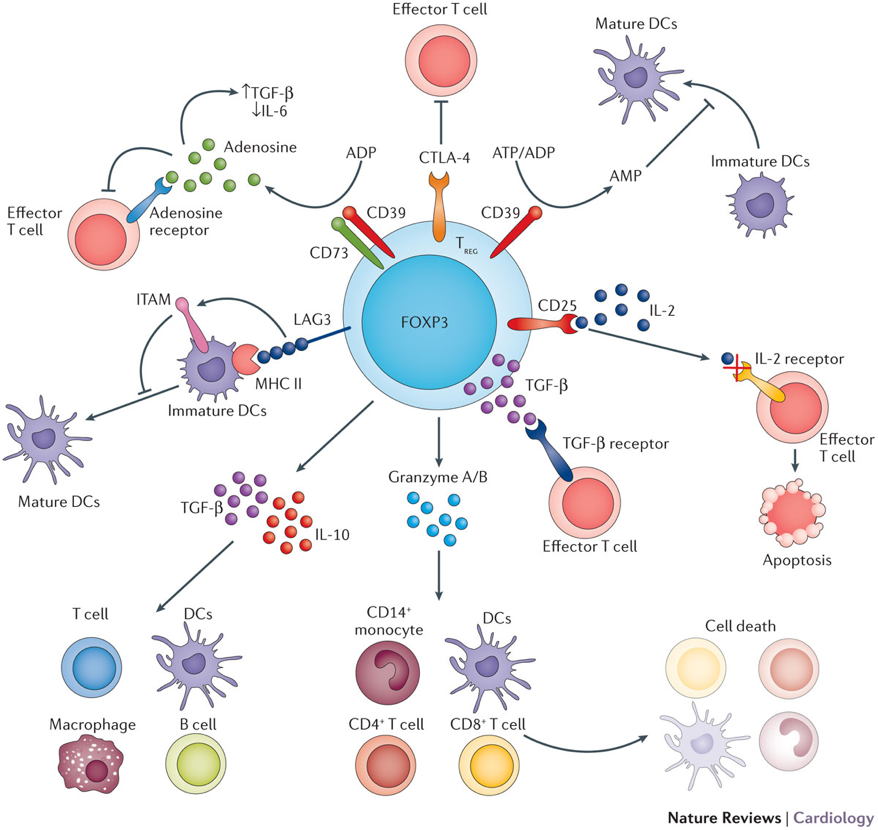 Effector T cell
Mature DCs
↑TGF-β
↓IL-6
Adenosine
ADP
CTLA-4
ATP/ADP
AMP
Immature DCs
Effector
T cell
Adenosine
receptor
CD39
CD73
CD39
T REG
ITAM
LAG3
FOXP3
CD25
IL-2
MHC II
Immature DCs
TGF-β
IL-2 receptor
Mature DCs
TGF-β receptor
Effector
T cell
TGF-β
IL-10
Granzyme A/B
Effector T cell
Apoptosis
T cell
DCs
CD14⁺
monocyte
DCs
Cell death
Macrophage
B cell
CD4⁺ T cell
CD8⁺ T cell
Nature Reviews | Cardiology